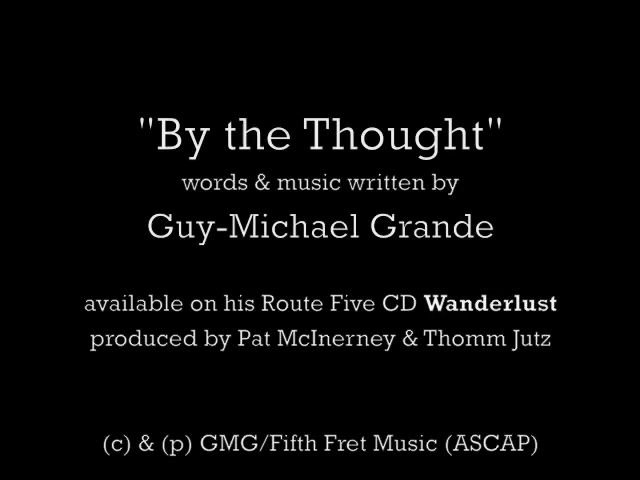 "By the Thought"
words & music written by
Guy-Michael Grande
available on his Route Five CD Wanderlust
produced by Pat McInerney & Thomm Jutz
(c) & (p) GMG/Fifth Fret Music (ASCAP)